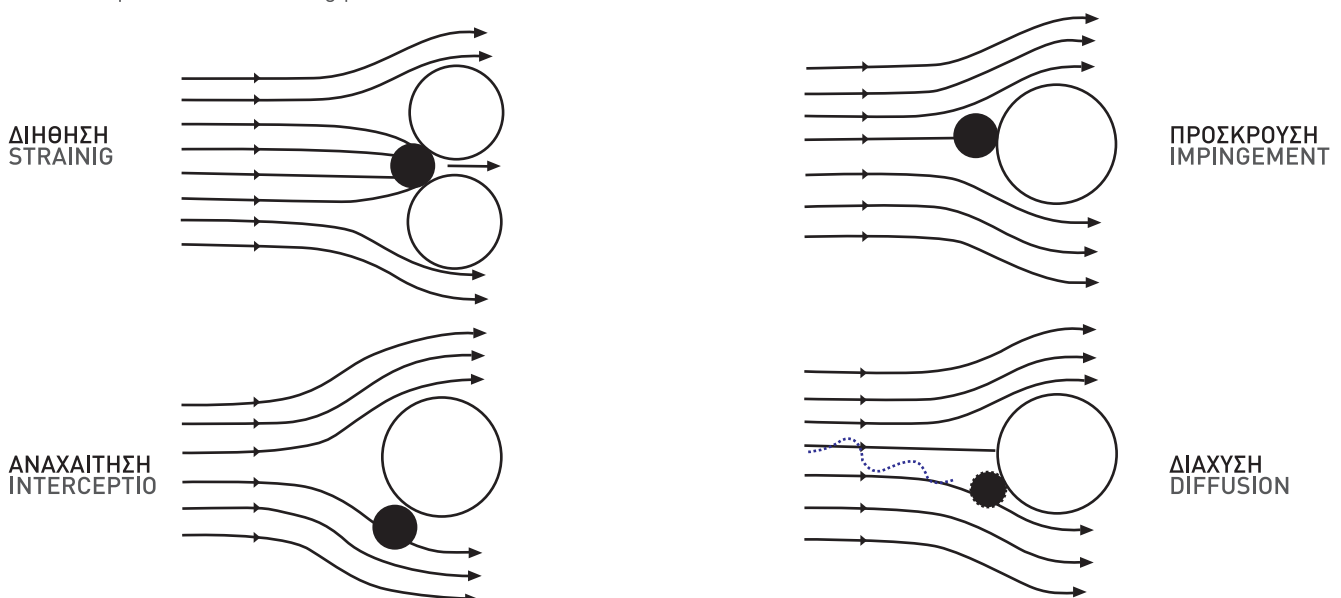 ΔΙΗΘΗΣΗ
STRAINIG
ΠΡΟΣΚΡΟΥΣΗ
IMPINGEMENT
ΑΝΑΧΑΙΤΗΣΗ
INTERCEPTIO
ΔΙΑΧΥΣΗ
DIFFUSION